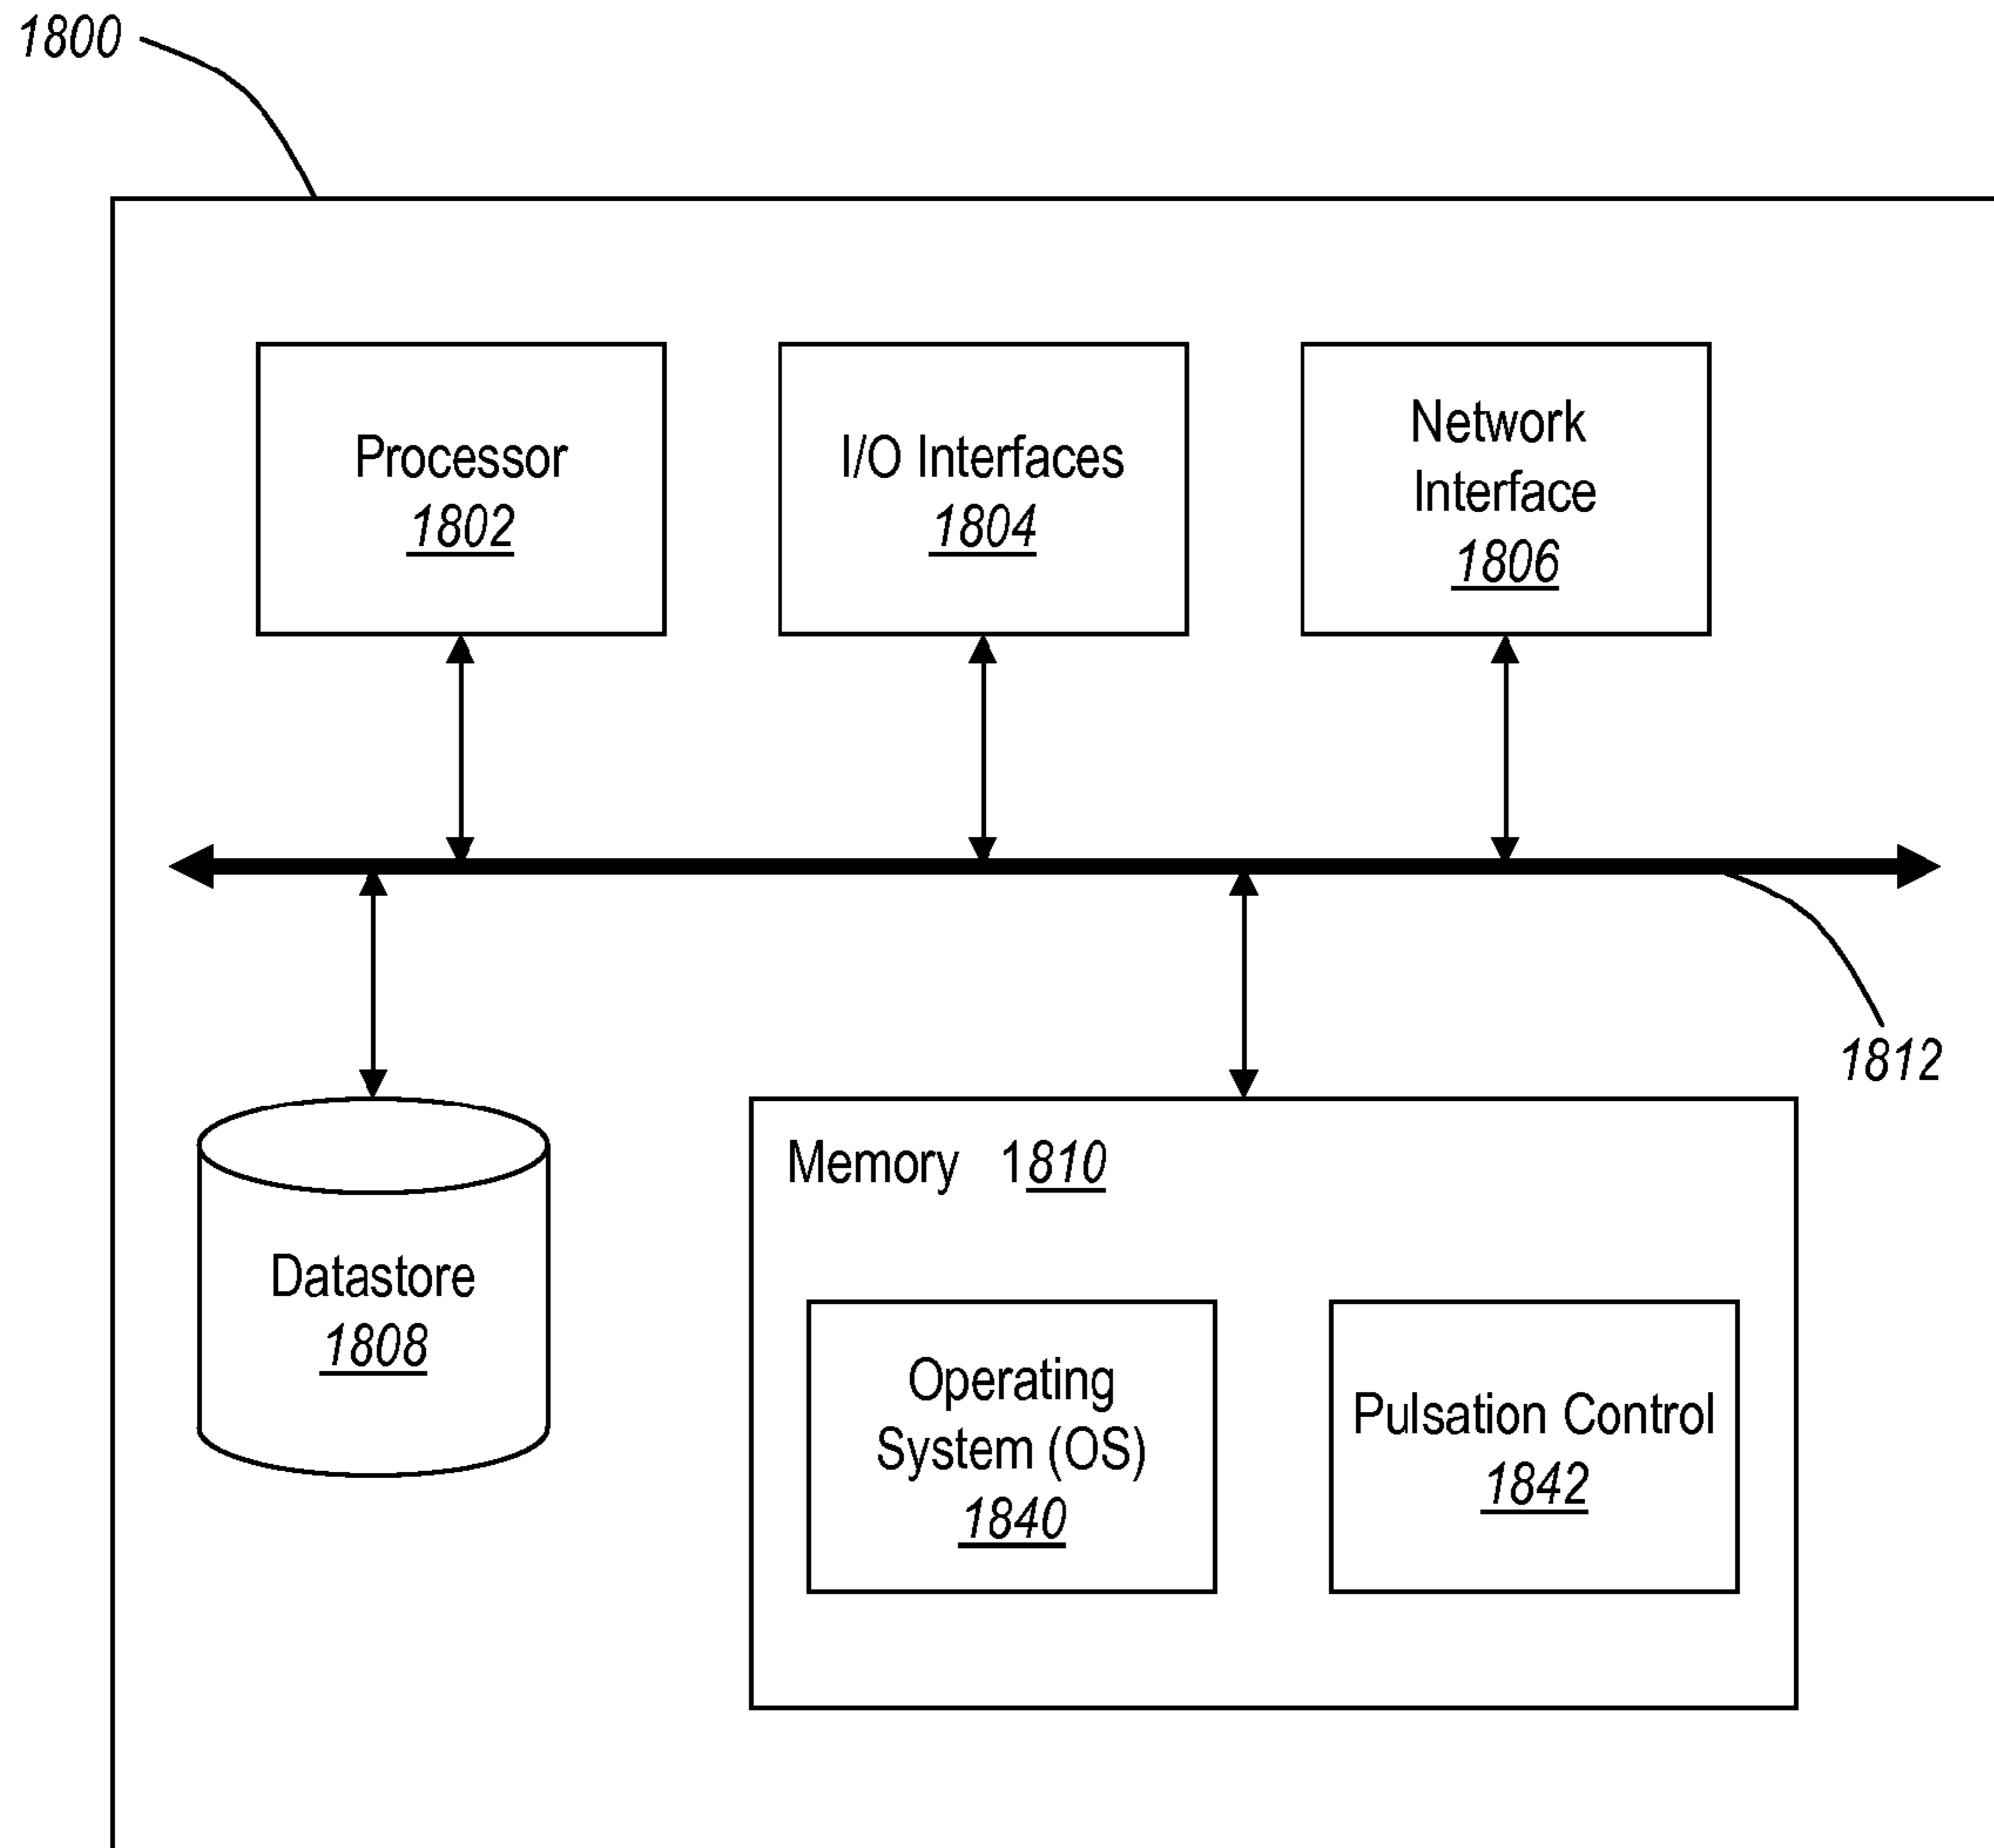 1800
Processor
1802
I/O Interfaces
1804
Network
Interface
1806
1812
Datastore
1808
Memory 1810
Operating
System (OS)
1840
Pulsation Control
1842